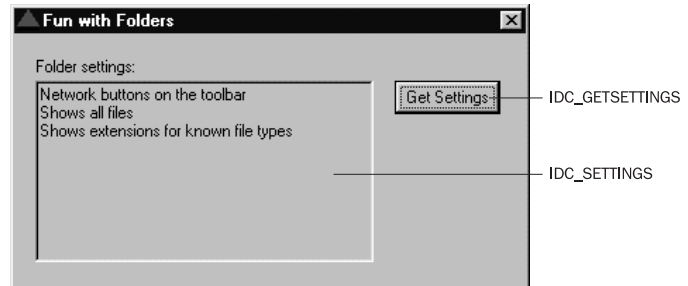 Fun with Folders
Folder settings:
Network buttons on the toolbar
Shows all files
Shows extensions for known file types
Get Settings
IDC_GETSETTINGS
IDC_SETTINGS